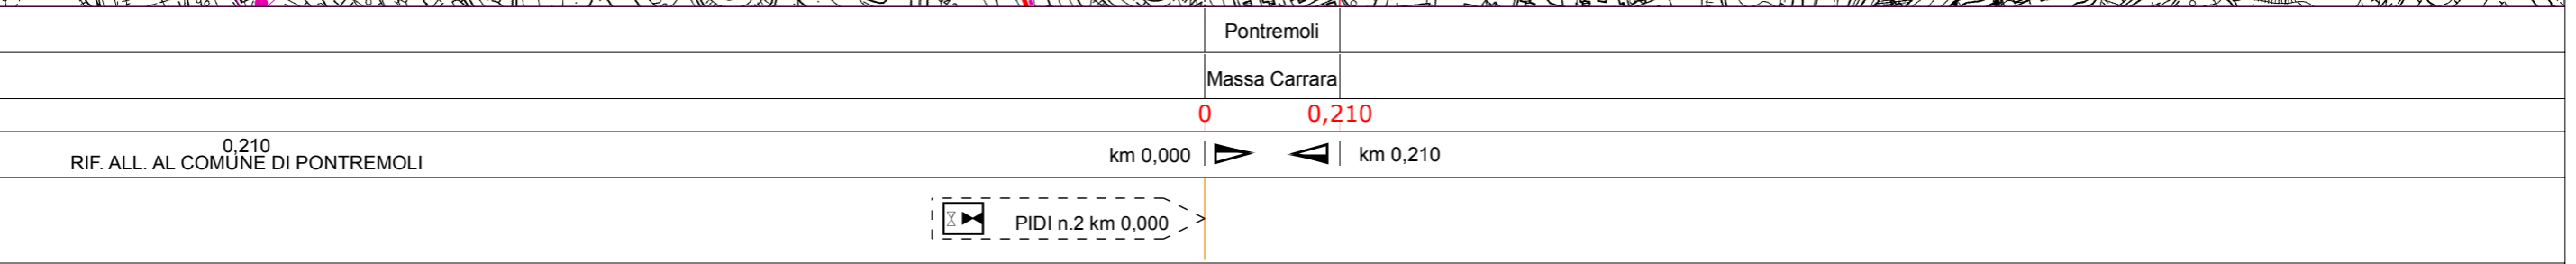 Pontremoli
Massa Carrara
0 0,210
0,210
RIF. ALL. AL COMUNE DI PONTREMOLI
km 0,000 km 0,210
PIDI n.2 km 0,000